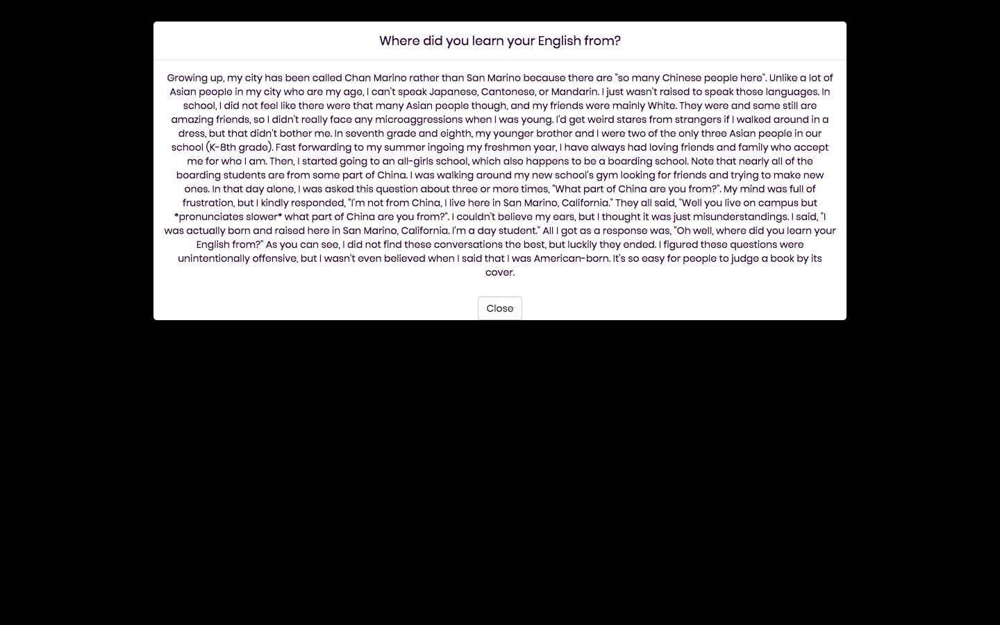 Where did you learn your English from?
Growing up, my city has been called Chan Marino rather than San Marino because there are "so many Chinese people here". Unlike a lot of
Asian people in my city who are my age, I can't speak Japanese, Cantonese, or Mandarin. I just wasn't raised to speak those languages. In
school, I did not feel like there were that many Asian people though, and my friends were mainly White. They were and some still are
amazing friends, so I didn't really face any microaggressions when I was young. I'd get weird stares from strangers if I walked around in a
dress, but that didn't bother me. In seventh grade and eighth, my younger brother and I were two of the only three Asian people in our
school (K-8th grade). Fast forwarding to my summer ingoing my freshmen year, I have always had loving friends and family who accept
me for who I am. Then, I started going to an all-girls school, which also happens to be a boarding school. Note that nearly all of the
boarding students are from some part of China. I was walking around my new school's gym looking for friends and trying to make new
ones. In that day alone, I was asked this question about three or more times, "What part of China are you from?". My mind was full of
frustration, but I kindly responded, "I'm not from China, I live here in San Marino, California." They all said, "Well you live on campus but
*pronunciates slower* what part of China are you from?". I couldn't believe my ears, but I thought it was just misunderstandings. I said, "I
was actually born and raised here in San Marino, California. I'm a day student." All I got as a response was, "Oh well, where did you learn your
English from?" As you can see, I did not find these conversations the best, but luckily they ended. I figured these questions were
unintentionally offensive, but I wasn't even believed when I said that I was American-born. It's so easy for people to judge a book by its
cover.
Close